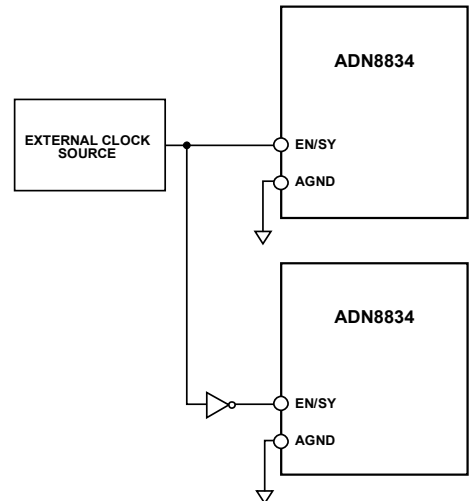 ADN8834
EXTERNAL CLOCK
SOURCE
EN/SY
AGND
ADN8834
EN/SY
AGND